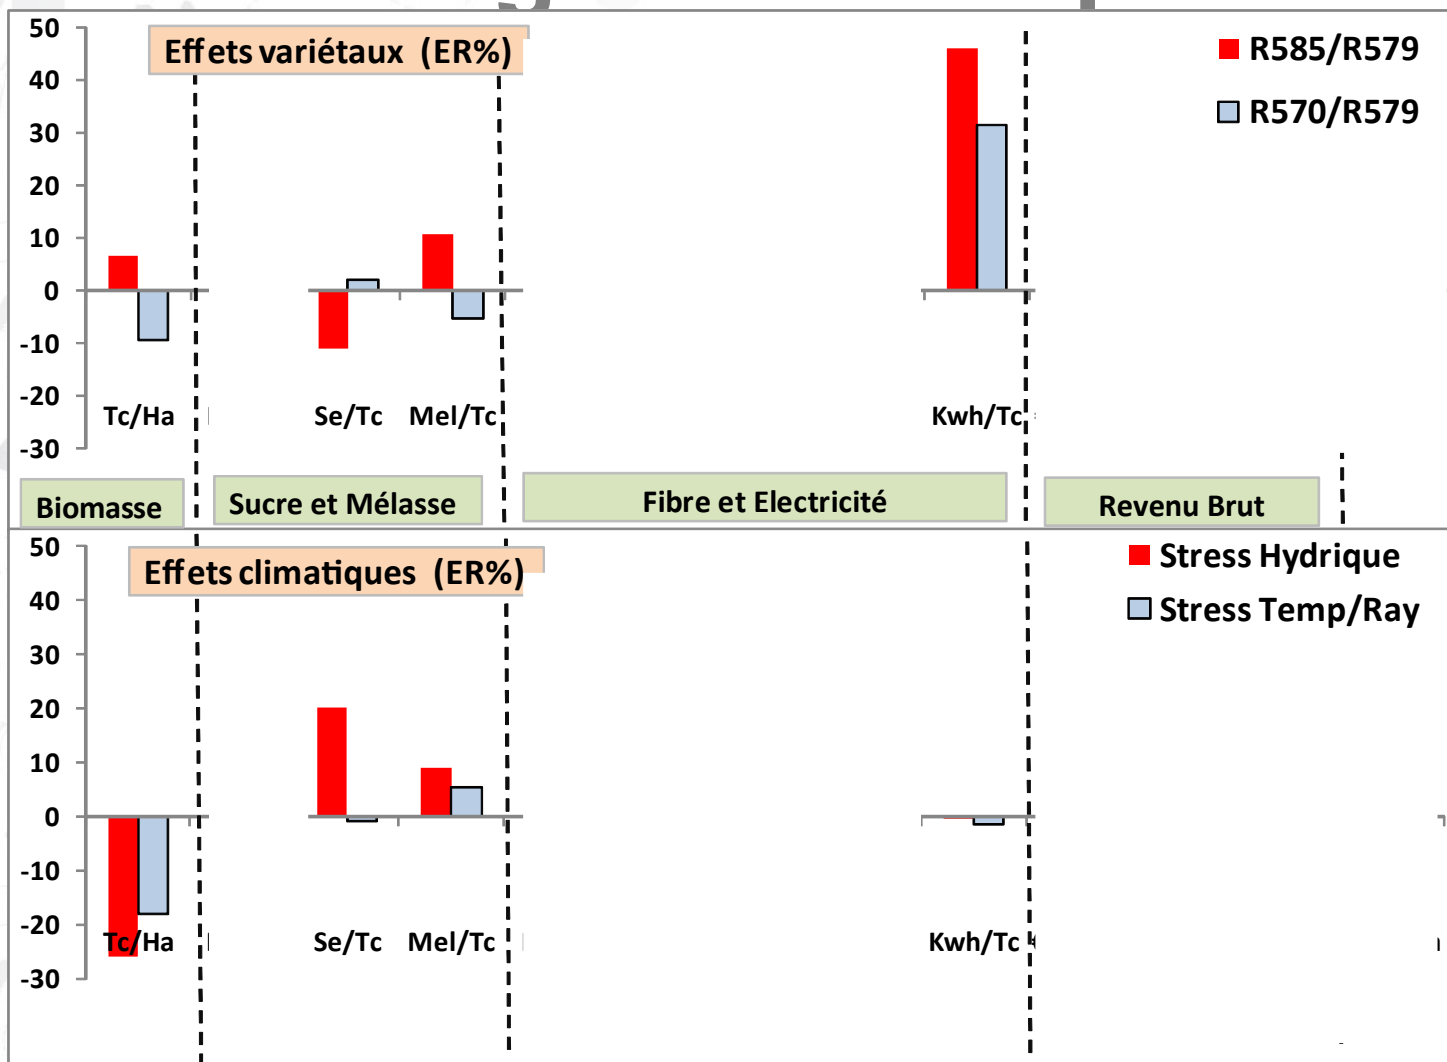 50
Effets variétaux (ER%)
R585/R579
40
R570/R579
30
20
10
0
-10
-20
Tc/Ha Se/Tc Mel/Tc Kwh/Tc
-30
Biomasse
Sucre et Mélasse
Fibre et Electricité
Revenu Brut
50
Effets climatiques (ER%)
Stress Hydrique
40
Stress Temp/Ray
30
20
10
0
-10
-20
Tc/Ha Se/Tc Mel/Tc Kwh/Tc
-30